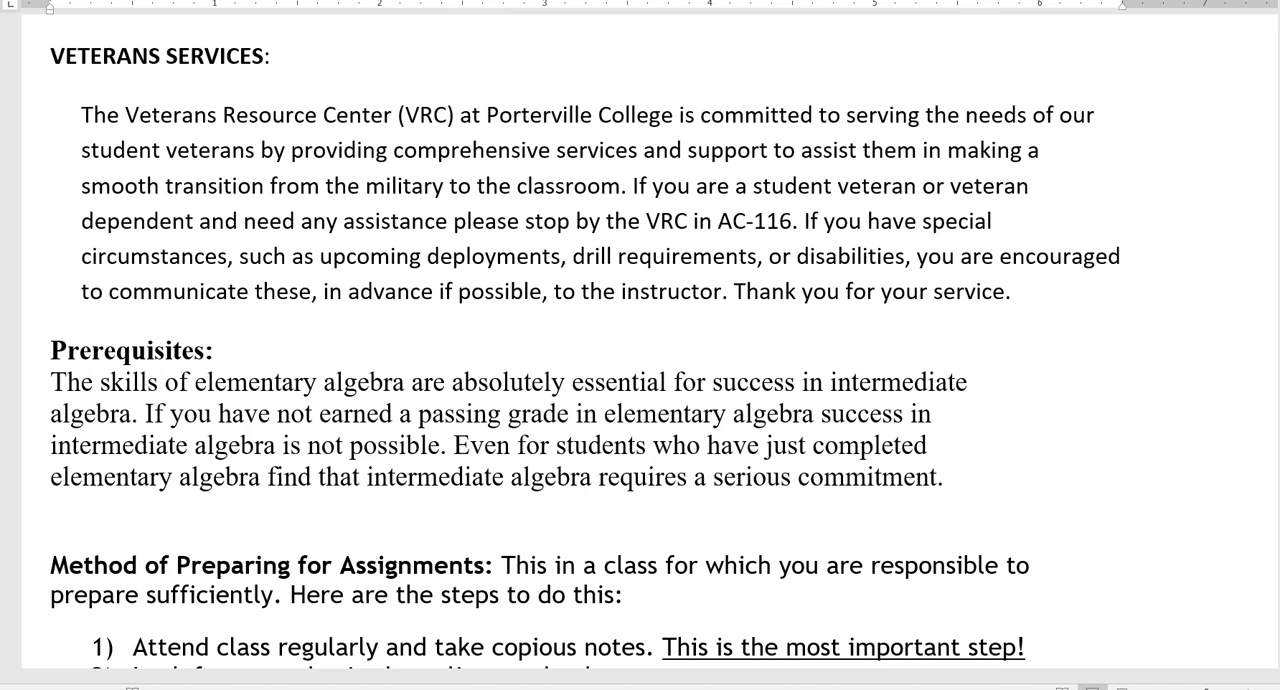 1 2 3 4 5 6 7
VETERANS SERVICES:
The Veterans Resource Center (VRC) at Porterville College is committed to serving the needs of our
student veterans by providing comprehensive services and support to assist them in making a
smooth transition from the military to the classroom. If you are a student veteran or veteran
dependent and need any assistance please stop by the VRC in AC-116. If you have special
circumstances, such as upcoming deployments, drill requirements, or disabilities, you are encouraged
to communicate these, in advance if possible, to the instructor. Thank you for your service.
Prerequisites:
The skills of elementary algebra are absolutely essential for success in intermediate
algebra. If you have not earned a passing grade in elementary algebra success in
intermediate algebra is not possible. Even for students who have just completed
elementary algebra find that intermediate algebra requires a serious commitment.
Method of Preparing for Assignments: This in a class for which you are responsible to
prepare sufficiently. Here are the steps to do this:
1) Attend class regularly and take copious notes. This is the most important step!